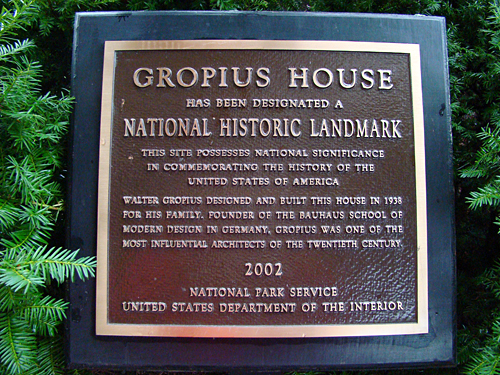 GROPIUS HOUSE
HAS BEEN DESIGNATED A
NATIONAL HISTORIC LANDMARK
THIS SITE POSSESSES NATIONAL SIGNIFICANCE
IN COMMEMORATING THE HISTORY OF THE
UNITED STATES OF AMERICA
WALTER GROPIUS DESIGNED AND BUILT THIS HOUSE IN 1938
FOR HIS FAMILY. FOUNDER OF THE BAUHAUS SCHOOL OF
MODERN DESIGN IN GERMANY, GROPIUS WAS ONE OF THE
MOST INFLUENTIAL ARCHITECTS OF THE TWENTIETH CENTURY.
2002
NATIONAL PARK SERVICE
UNITED STATES DEPARTMENT OF THE INTERIOR